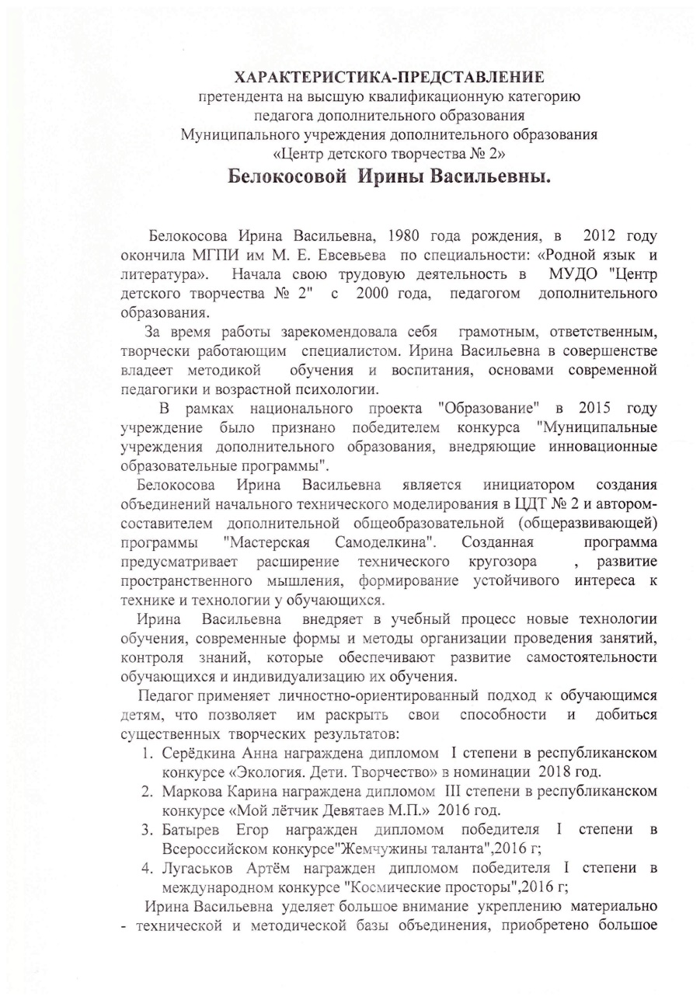 ХАРАКТЕРИСТИКА-ПРЕДСТАВЛЕНИЕ
претендента на высшую квалификационную категорию
педагога дополнительного образования
Муниципального учреждения дополнительного образования
«Центр детского творчества № 2»
Белокосовой Ирины Васильевны.
Белокосова Ирина Васильевна, 1980 года рождения, в 2012 году
окончила МГПИ им М. Е. Евсевьева по специальности: «Родной язык и
литература». Начала свою трудовую деятельность в МУДО "Центр
детского творчества № 2" с 2000 года, педагогом дополнительного
образования.
За время работы зарекомендовала себя грамотным, ответственным,
творчески работающим специалистом. Ирина Васильевна в совершенстве
владеет методикой обучения и воспитания, основами современной
педагогики и возрастной психологии.
В рамках национального проекта "Образование" в 2015 году
учреждение было признано победителем конкурса "Муниципальные
учреждения дополнительного образования, внедряющие инновационные
образовательные программы".
Белокосова Ирина Васильевна является инициатором создания
объединений начального технического моделирования в ЦДТ № 2 и автором-
составителем дополнительной общеобразовательной (общеразвивающей)
программы "Мастерская Самоделкина". Созданная программа
предусматривает расширение технического кругозора , развитие
пространственного мышления, формирование устойчивого интереса к
технике и технологии у обучающихся.
Ирина Васильевна внедряет в учебный процесс новые технологии
обучения, современные формы и методы организации проведения занятий,
контроля знаний, которые обеспечивают развитие самостоятельности
обучающихся и индивидуализацию их обучения.
Педагог применяет личностно-ориентированный подход к обучающимся
детям, что позволяет им раскрыть свои способности и добиться
существенных творческих результатов:
1. Серёдкина Анна награждена дипломом I степени в республиканском
конкурсе «Экология. Дети. Творчество» в номинации 2018 год.
2. Маркова Карина награждена дипломом III степени в республиканском
конкурсе «Мой лётчик Девятаев М.П.» 2016 год.
3. Батырев Егор награжден дипломом победителя I степени в
Всероссийском конкурсе"Жемчужины таланта",2016 г;
4. Лугаськов Артём награжден дипломом победителя I степени в
международном конкурсе "Космические просторы",2016 г;
Ирина Васильевна уделяет большое внимание укреплению материально
- технической и методической базы объединения, приобретено большое